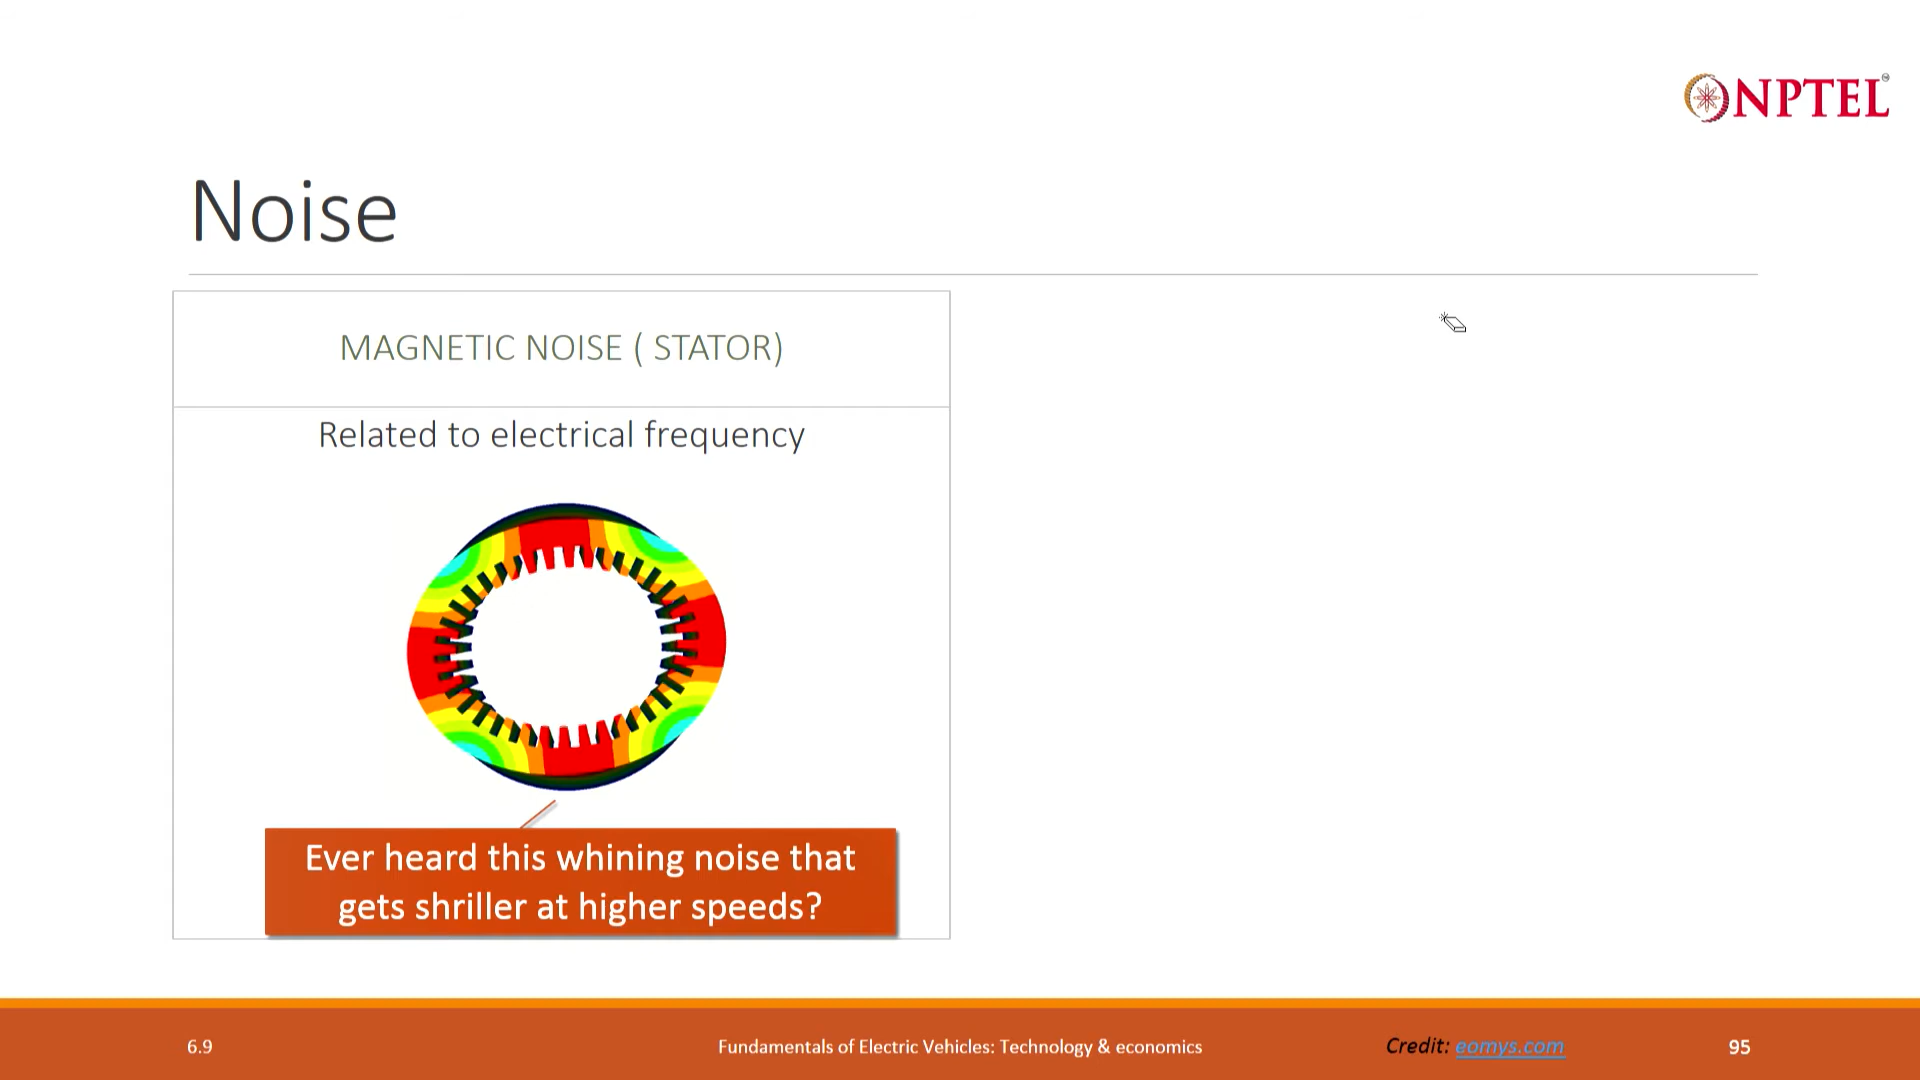 NPTEL
Noise
MAGNETIC NOISE ( STATOR)
Related to electrical frequency
Ever heard this whining noise that
gets shriller at higher speeds?
6.9
Fundamentals of Electric Vehicles: Technology & economics
Credit: eomys.com
95